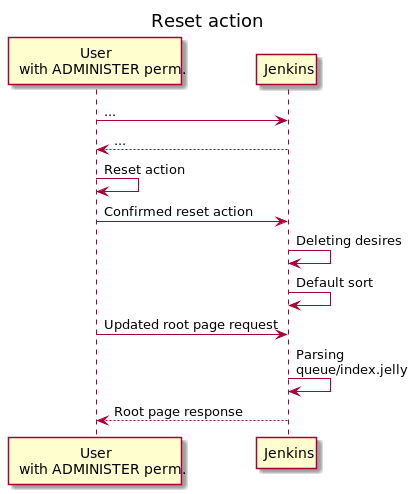 Reset action
User
with ADMINISTER perm.
Jenkins
...
...
Reset action
Confirmed reset action
Deleting desires
Default sort
Updated root page request
Parsing
queue/index.jelly
Root page response
User
with ADMINISTER perm.
Jenkins